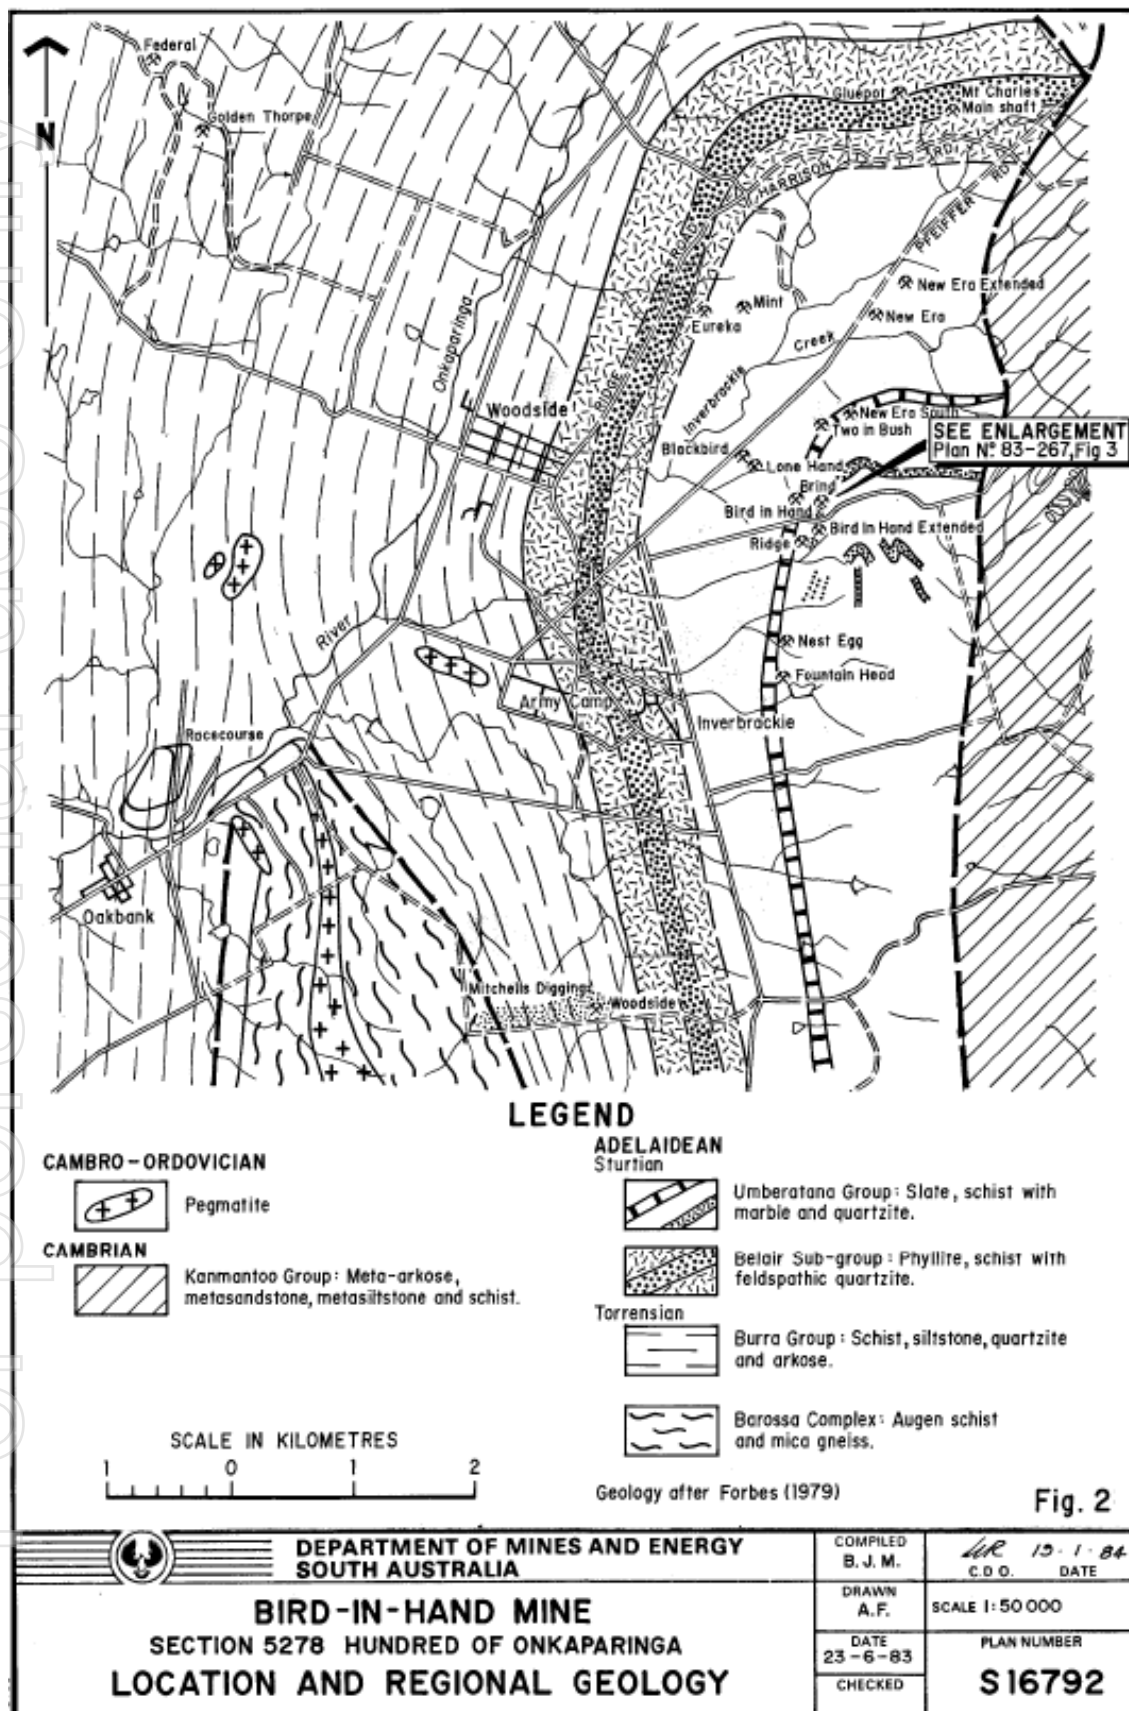 N
Federal
Golden Thorpe
Gluepot
Mt Charles
Main shaft
HARRISON RD
PFEIFFER RD
RIDGE ROAD
New Era Extended
New Era
Mint
Eureka
Onkaparinga
River
Inverbrackie
Creek
Woodside
New Era South
Two in Bush
SEE ENLARGEMENT
Plan Nº 83-267, Fig 3
Blackbird
Lone Hand
Bring
Bird in Hand
Bird In Hand Extended
Ridge
Nest Egg
Fountain Head
Army Camp
Inverbrackie
Racecourse
Oakbank
Mitchells Diggings
Woodside
LEGEND
CAMBRO-ORDOVICIAN
Pegmatite
CAMBRIAN
Kanmantoo Group: Meta-arkose,
metasandstone, metasiltstone and schist.
ADELAIDEAN
Sturtian
Umberatana Group: Slate, schist with
marble and quartzite.
Belair Sub-group: Phyllite, schist with
feldspathic quartzite.
Torrensian
Burra Group: Schist, siltstone, quartzite
and arkose.
Barossa Complex: Augen schist
and mica gneiss.
SCALE IN KILOMETRES
1 0 1 2
Geology after Forbes (1979)
Fig. 2
DEPARTMENT OF MINES AND ENERGY
SOUTH AUSTRALIA
BIRD-IN-HAND MINE
SECTION 5278 HUNDRED OF ONKAPARINGA
LOCATION AND REGIONAL GEOLOGY
COMPILED
B. J. M.
DRAWN
A.F.
DATE
23-6-83
CHECKED
13-1-84
C.D.O. DATE
SCALE 1:50 000
PLAN NUMBER
S16792